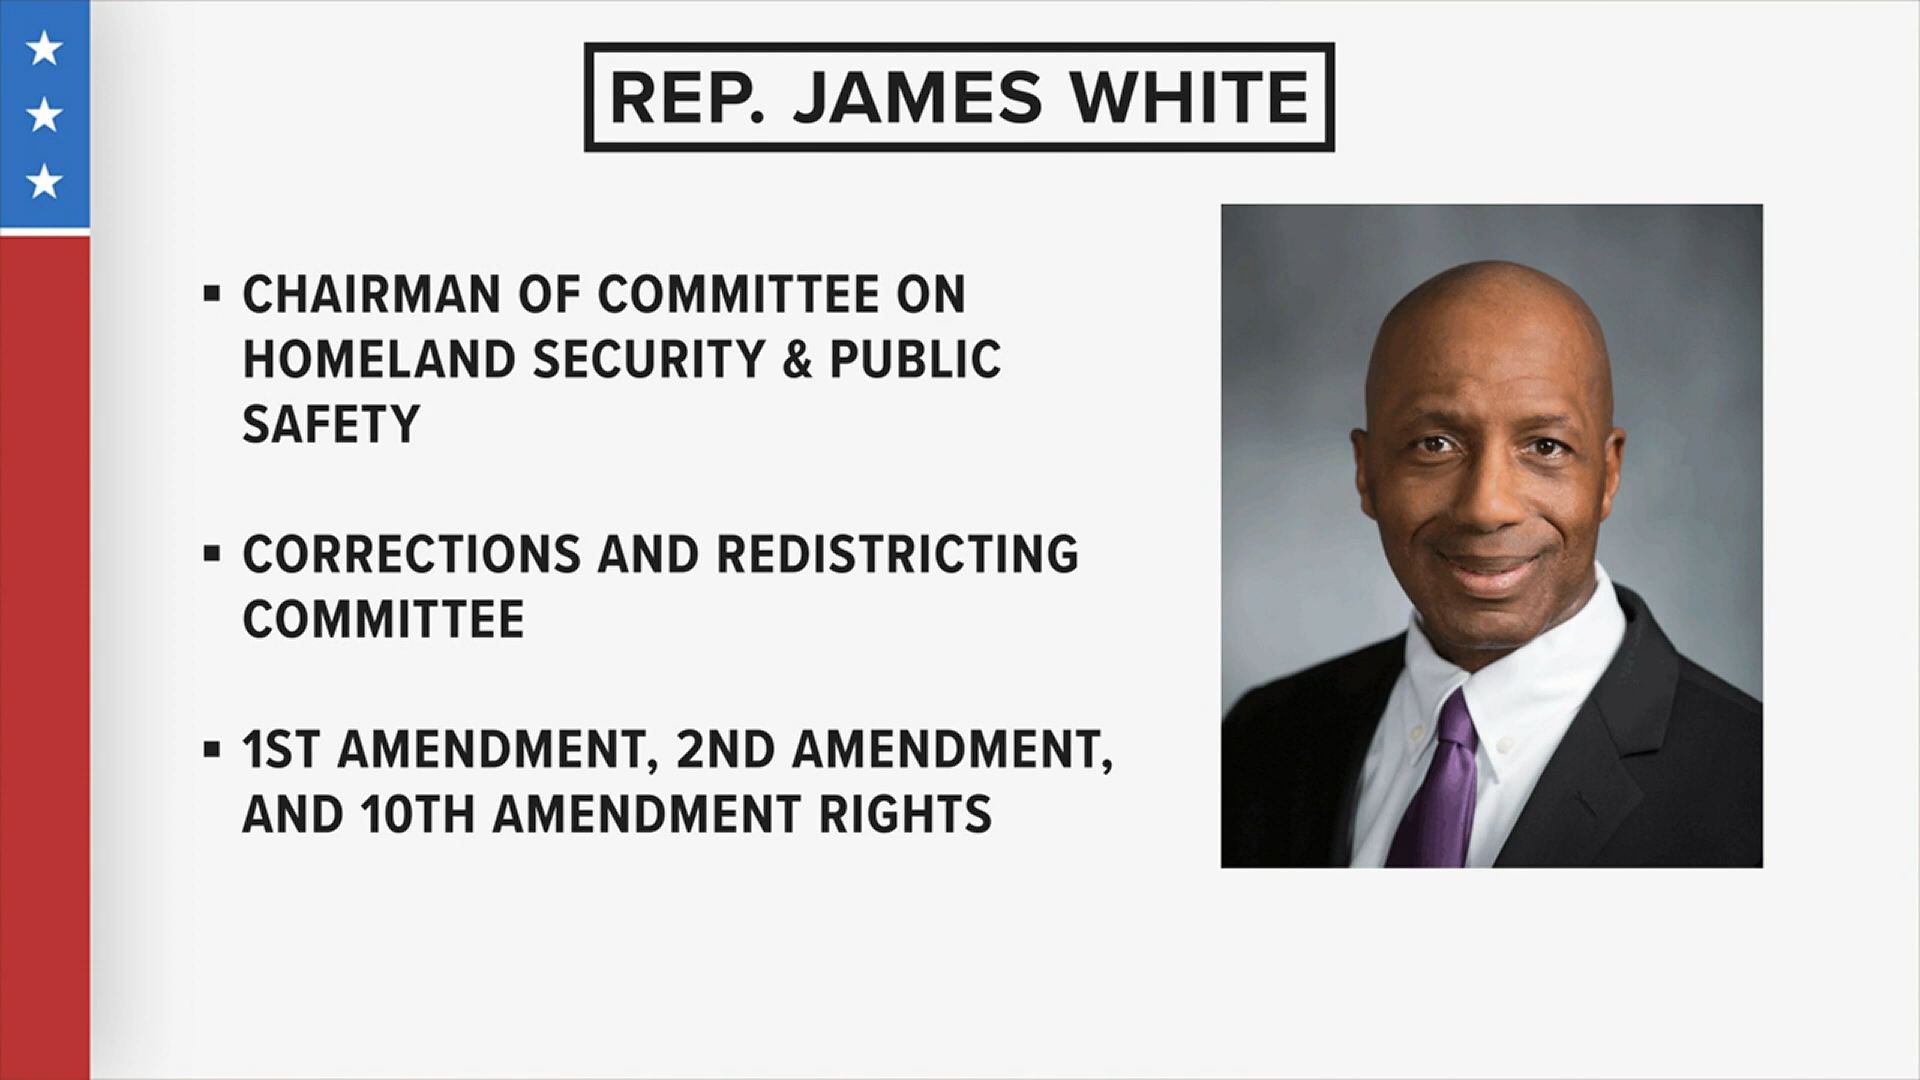 REP. JAMES WHITE
▪ CHAIRMAN OF COMMITTEE ON
HOMELAND SECURITY & PUBLIC
SAFETY
▪ CORRECTIONS AND REDISTRICTING
COMMITTEE
▪ 1ST AMENDMENT, 2ND AMENDMENT,
AND 10TH AMENDMENT RIGHTS